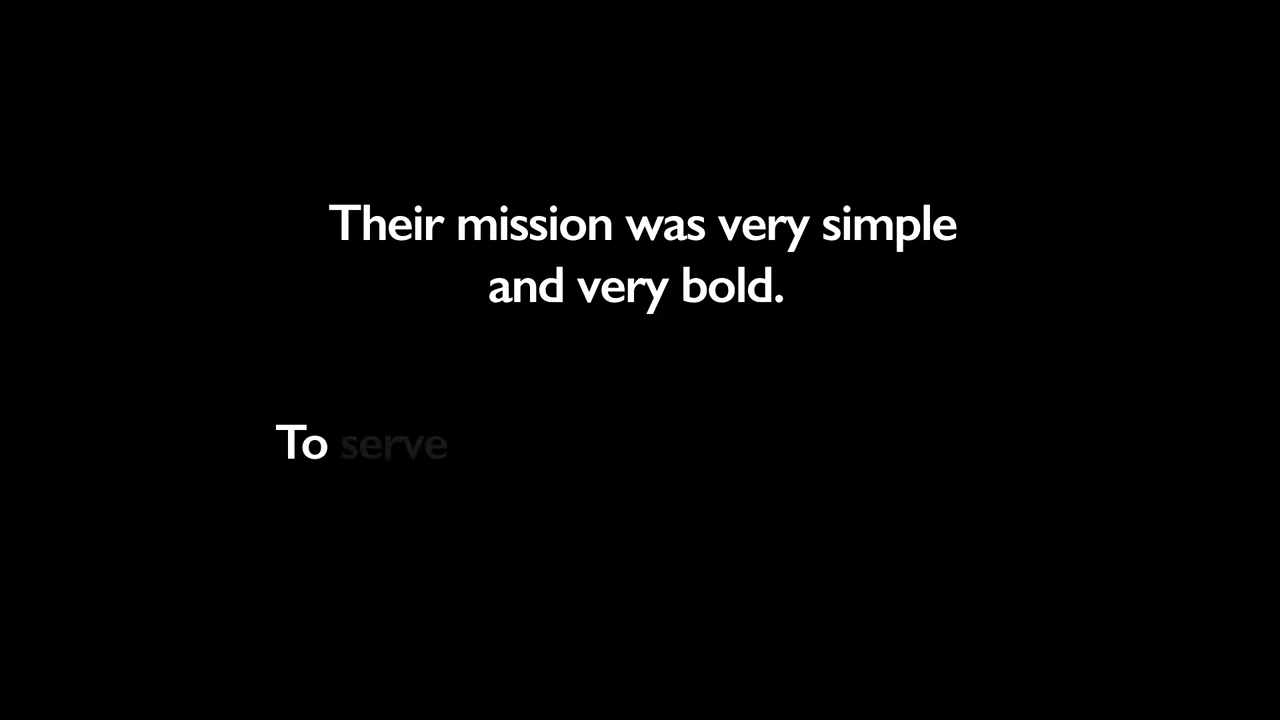 Their mission was very simple
and very bold.
To serve